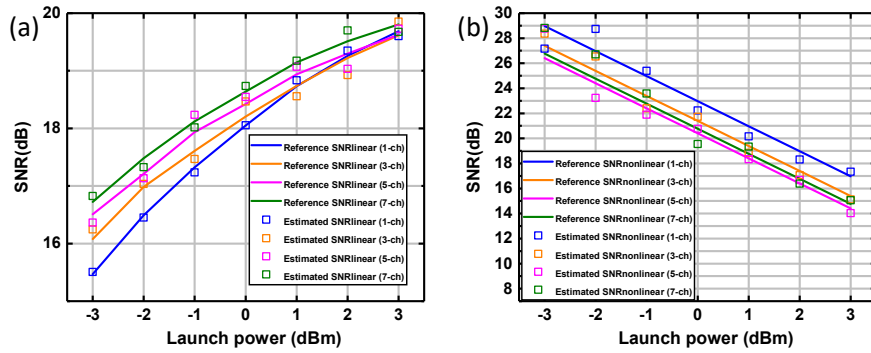 (a)
20
18
16
SNR(dB)
-3 -2 -1 0 1 2 3
Launch power (dBm)
Reference SNRlinear (1-ch)
Reference SNRlinear (3-ch)
Reference SNRlinear (5-ch)
Reference SNRlinear (7-ch)
Estimated SNRlinear (1-ch)
Estimated SNRlinear (3-ch)
Estimated SNRlinear (5-ch)
Estimated SNRlinear (7-ch)
(b)
30
28
26
24
22
20
18
16
14
12
10
8
SNR(dB)
-3 -2 -1 0 1 2 3
Launch power (dBm)
Reference SNRnonlinear (1-ch)
Reference SNRnonlinear (3-ch)
Reference SNRnonlinear (5-ch)
Reference SNRnonlinear (7-ch)
Estimated SNRnonlinear (1-ch)
Estimated SNRnonlinear (3-ch)
Estimated SNRnonlinear (5-ch)
Estimated SNRnonlinear (7-ch)